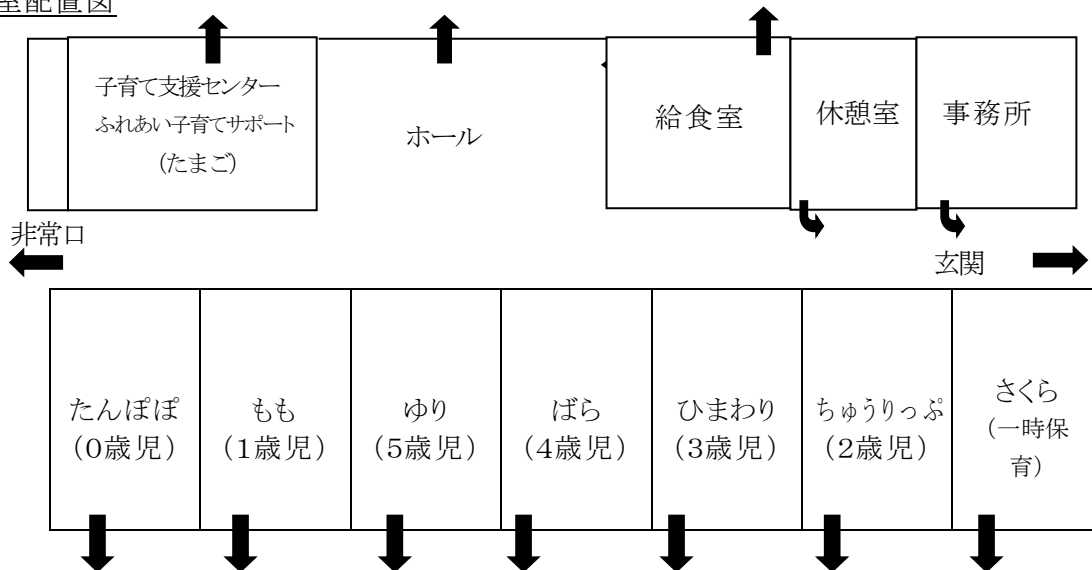 室配置図
子育て支援センター
ふれあい子育てサポート
(たまご)
ホール
給食室
休憩室
事務所
非常口
玄関
たんぽぽ
(0歳児)
もも
(1歳児)
ゆり
(5歳児)
ばら
(4歳児)
ひまわり
(3歳児)
ちゅうりっぷ
(2歳児)
さくら
(一時保
育)